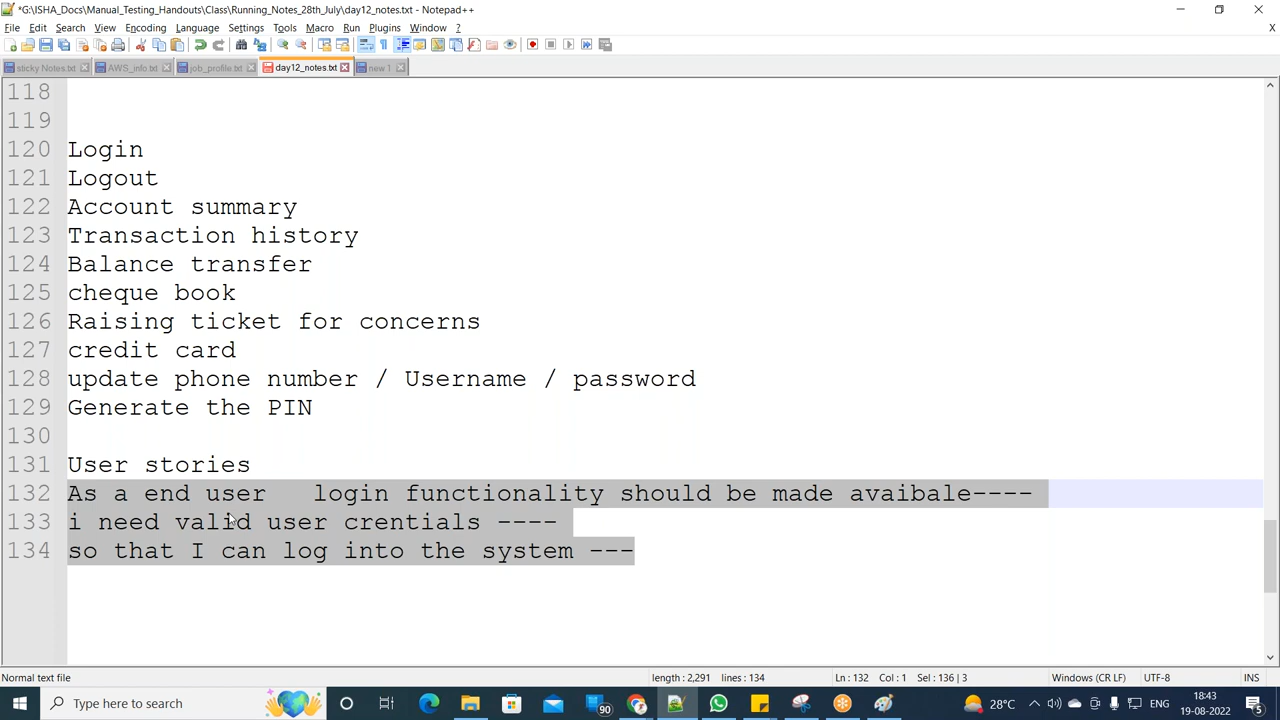 *G:\ISHA_Docs\Manual_Testing_Handouts\Class\Running_Notes_28th_July\day12_notes.txt - Notepad++
File Edit Search View Encoding Language Settings Tools Macro Run Plugins Window ? X
sticky Notes.txt AWS_info.txt job_profile.txt day12_notes.txt new 1
118
119
120 Login
121 Logout
122 Account summary
123 Transaction history
124 Balance transfer
125 cheque book
126 Raising ticket for concerns
127 credit card
128 update phone number / Username / password
129 Generate the PIN
130
131 User stories
132 As a end user   login functionality should be made avaibale----
133 i need valid user crentials ----
134 so that I can log into the system ---
Normal text file length : 2,291 lines : 134 Ln : 132 Col : 1 Sel : 136 | 3 Windows (CR LF) UTF-8 INS
Type here to search 90 28°C ENG 18:43
19-08-2022 5